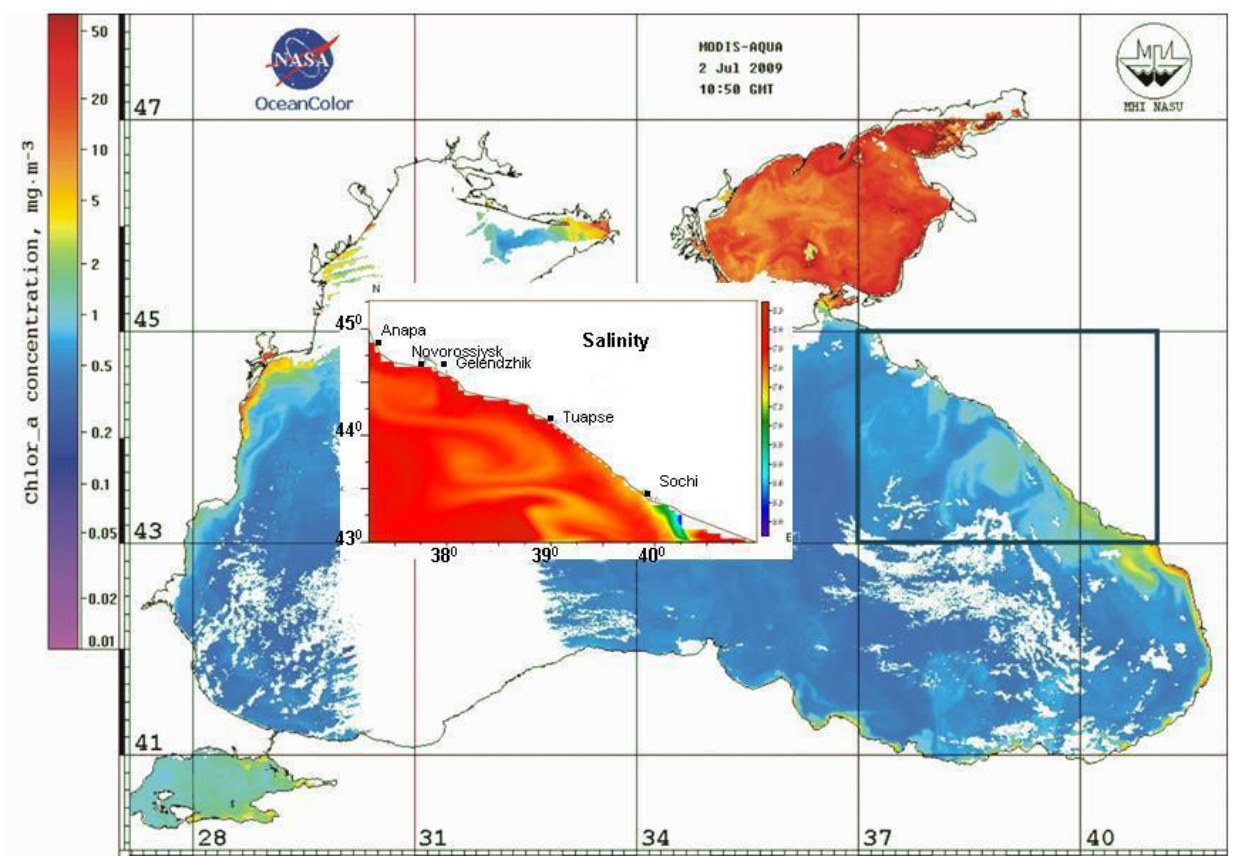 50
20
10
5
2
1
0.5
0.2
0.1
0.05
0.02
0.01
Chlor_a concentration, mg·m⁻³
NASA
OceanColor
MODIS-AQUA
2 Jul 2009
10:50 GMT
MHI NASU
47
45
43
41
28
31
34
37
40
N
Salinity
45⁰
Anapa
Novorossiysk
Gelendzhik
44⁰
Tuapse
Sochi
43⁰
38⁰
39⁰
40⁰
E